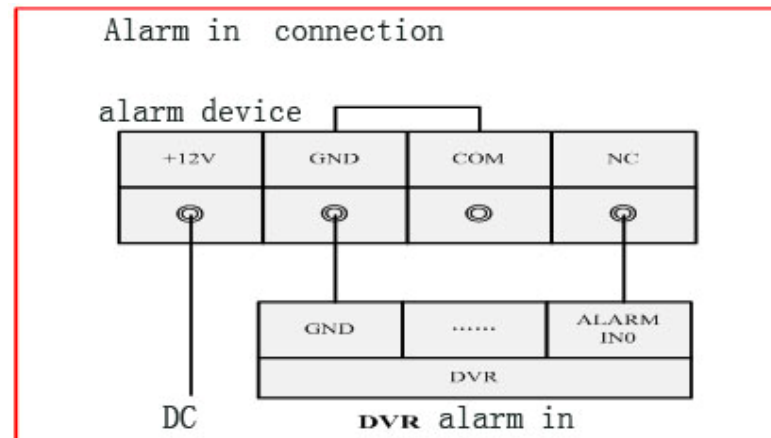 Alarm in connection
alarm device
+12V GND COM NC
GND ...... ALARM IN0
DVR
DC DVR alarm in